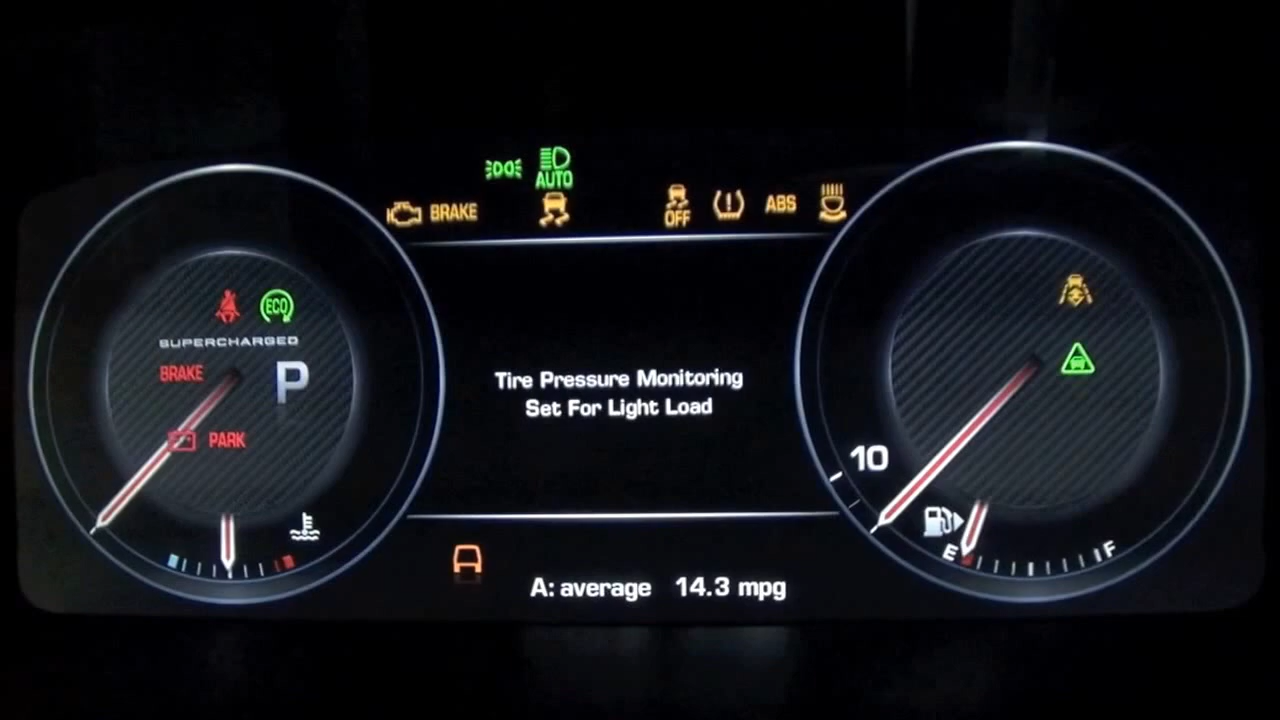 AUTO
BRAKE
OFF
ABS
ECO
SUPERCHARGED
BRAKE
P
PARK
Tire Pressure Monitoring
Set For Light Load
10
E
F
A: average 14.3 mpg